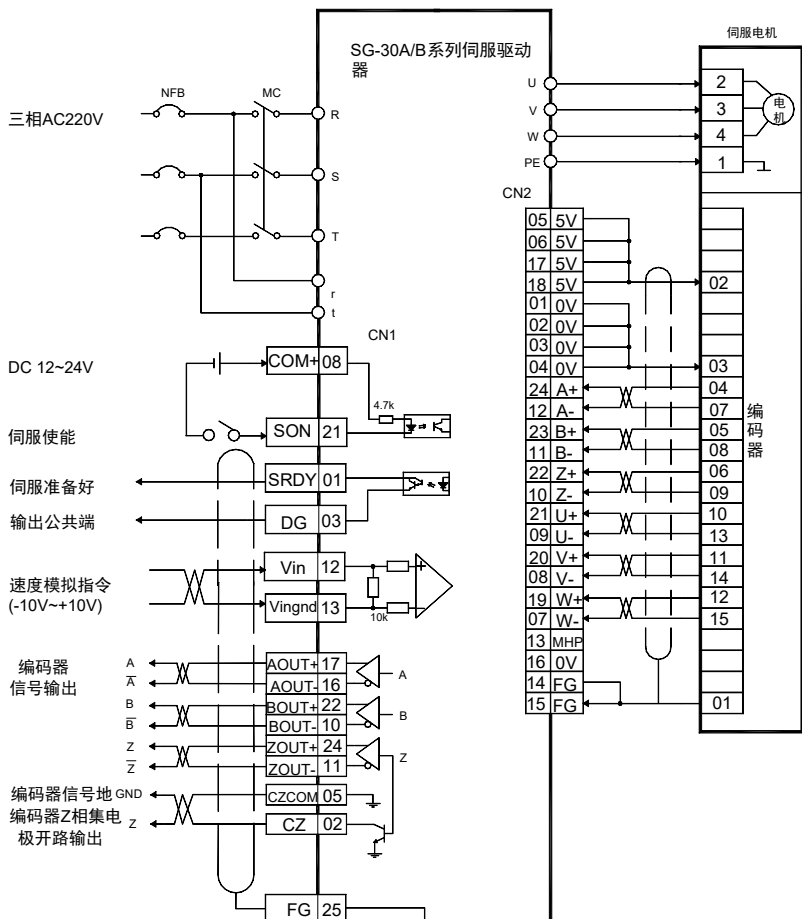 SG-30A/B系列伺服驱动
器
伺服电机
NFB
MC
三相AC220V
R
S
T
r
t
U
V
W
PE
2
3
4
1
电
机
CN2
05 5V
06 5V
17 5V
18 5V
01 0V
02 0V
03 0V
04 0V
24 A+
12 A-
23 B+
11 B-
22 Z+
10 Z-
21 U+
09 U-
20 V+
08 V-
19 W+
07 W-
13 MHP
16 0V
14 FG
15 FG
02
03
04
07
05
08
06
09
10
13
11
14
12
15
01
编
码
器
CN1
DC 12~24V
COM+ 08
4.7k
伺服使能
SON 21
伺服准备好
SRDY 01
输出公共端
DG 03
速度模拟指令
(-10V~+10V)
Vin 12
Vingnd 13
10k
编码器
信号输出
A
A
B
B
Z
Z
AOUT+ 17
AOUT- 16
BOUT+ 22
BOUT- 10
ZOUT+ 24
ZOUT- 11
A
B
Z
编码器信号地 GND
CZCOM 05
编码器Z相集电
极开路输出
Z
CZ 02
FG 25